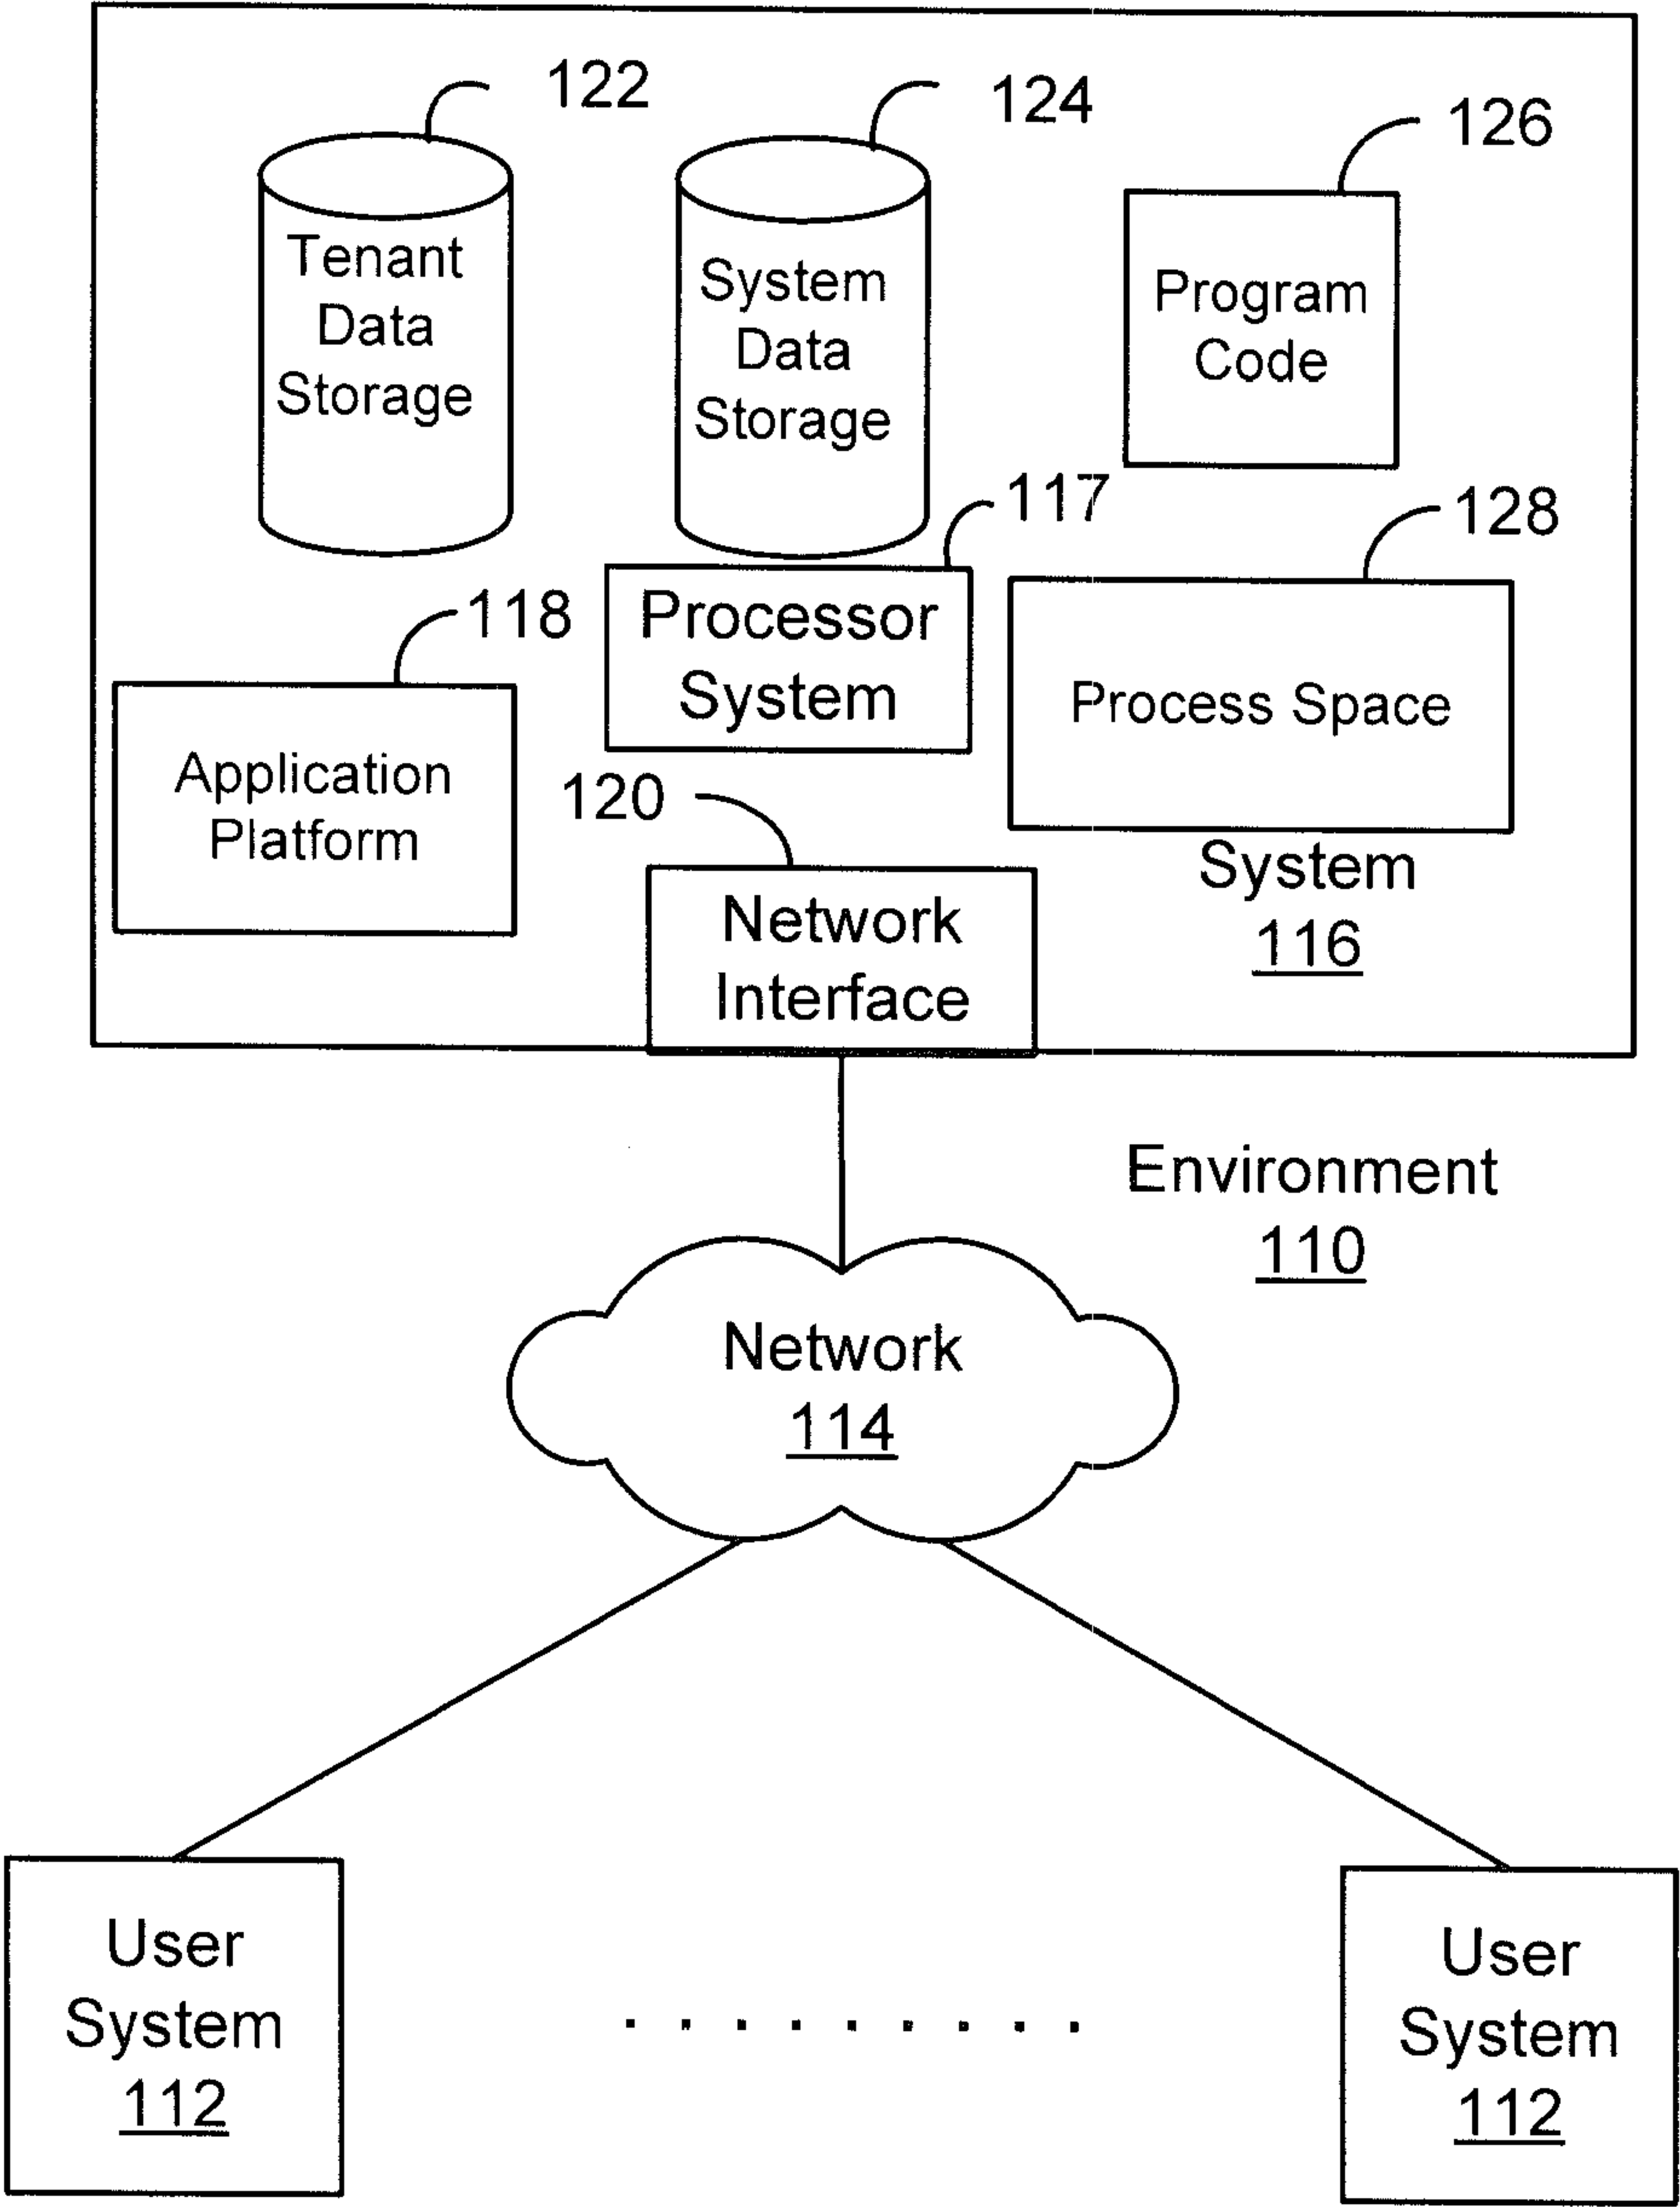 122
124
126
Tenant
Data
Storage
System
Data
Storage
Program
Code
117
128
118
Processor
System
Process Space
Application
Platform
120
System
116
Network
Interface
Environment
110
Network
114
User
System
112
User
System
112